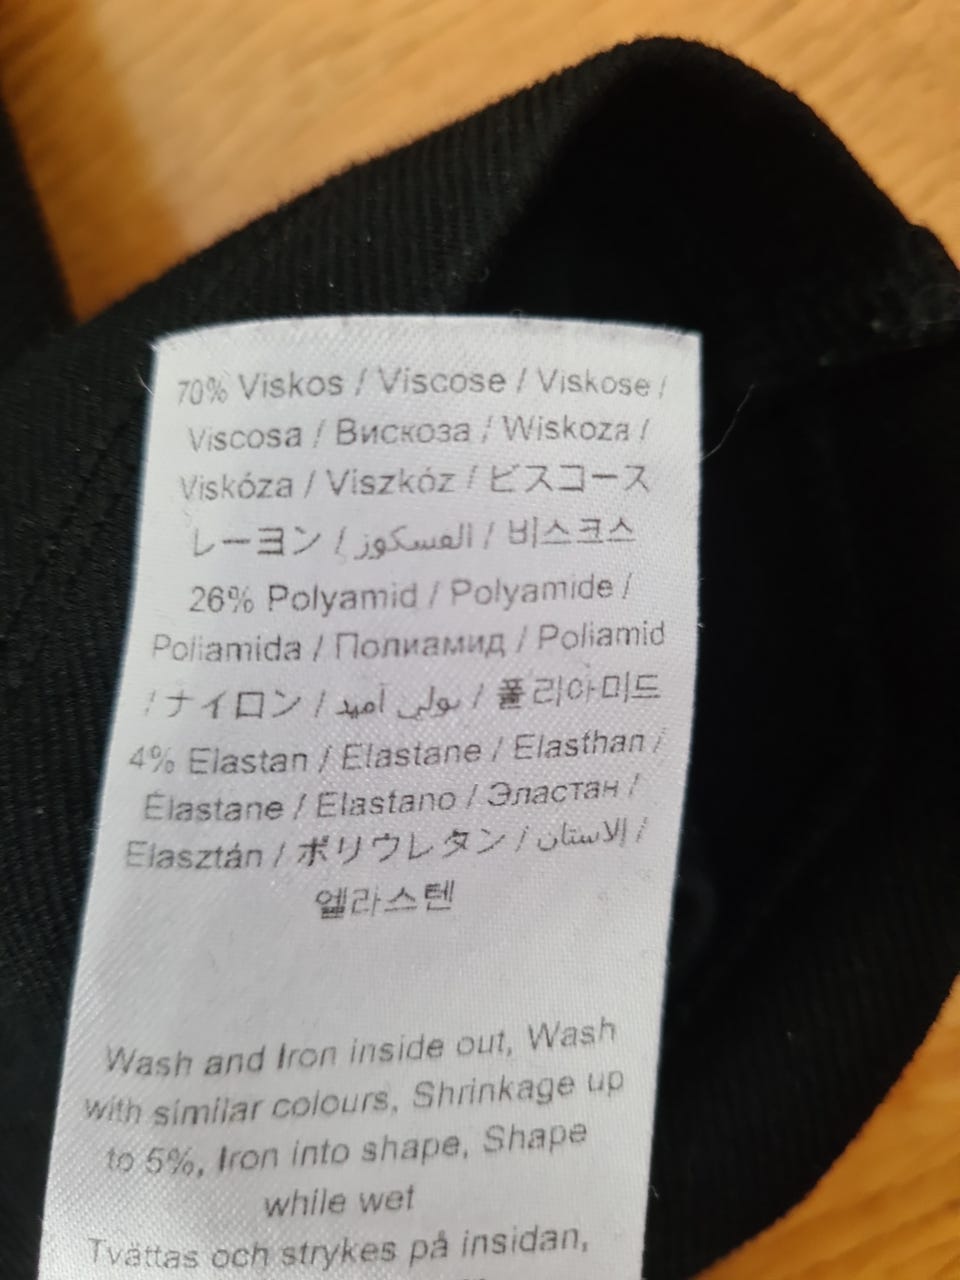 70% Viskos / Viscose / Viskose /
Viscosa / Вискоза / Wiskoza /
Viskóza / Viszkóz / ビスコース
レーヨン / الفسكوز / 비스코스
26% Polyamid / Polyamide /
Poliamida / Полиамид / Poliamid
/ ナイロン / بولي أميد / 폴리아미드
4% Elastan / Elastane / Elasthan /
Élastane / Elastano / Эластан /
Elasztán / ポリウレタン / إلاستان /
엘라스텐
Wash and Iron inside out, Wash
with similar colours, Shrinkage up
to 5%, Iron into shape, Shape
while wet
Tvättas och strykes på insidan,